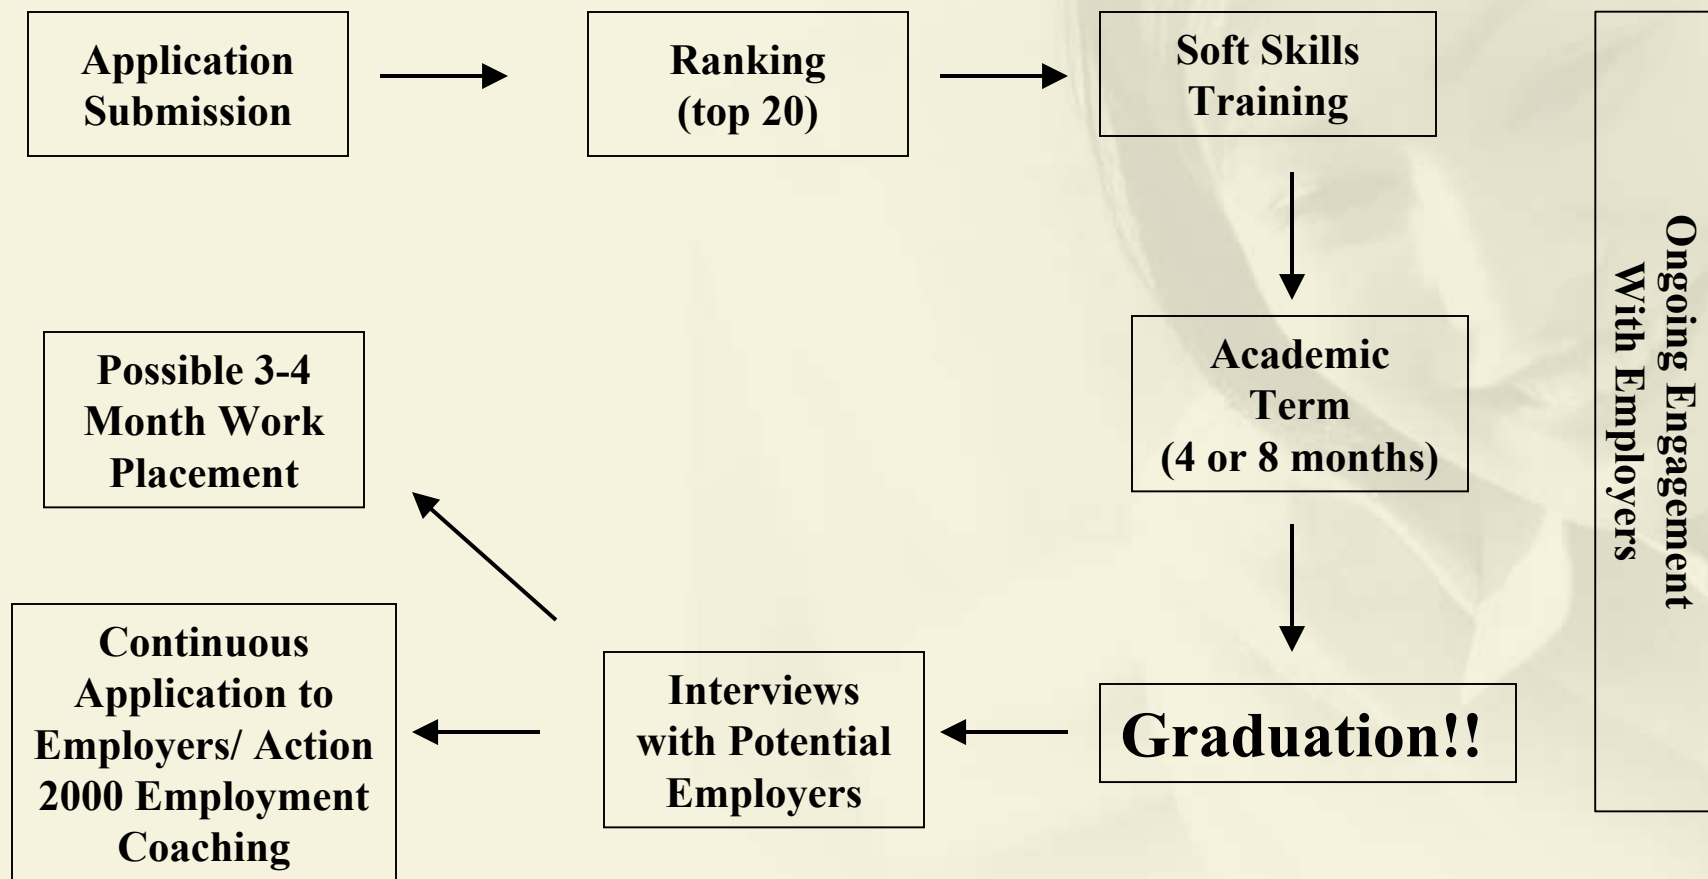 Application
Submission
Ranking
(top 20)
Soft Skills
Training
Academic
Term
(4 or 8 months)
Graduation!!
Interviews
with Potential
Employers
Possible 3-4
Month Work
Placement
Continuous
Application to
Employers/ Action
2000 Employment
Coaching
Ongoing Engagement
With Employers